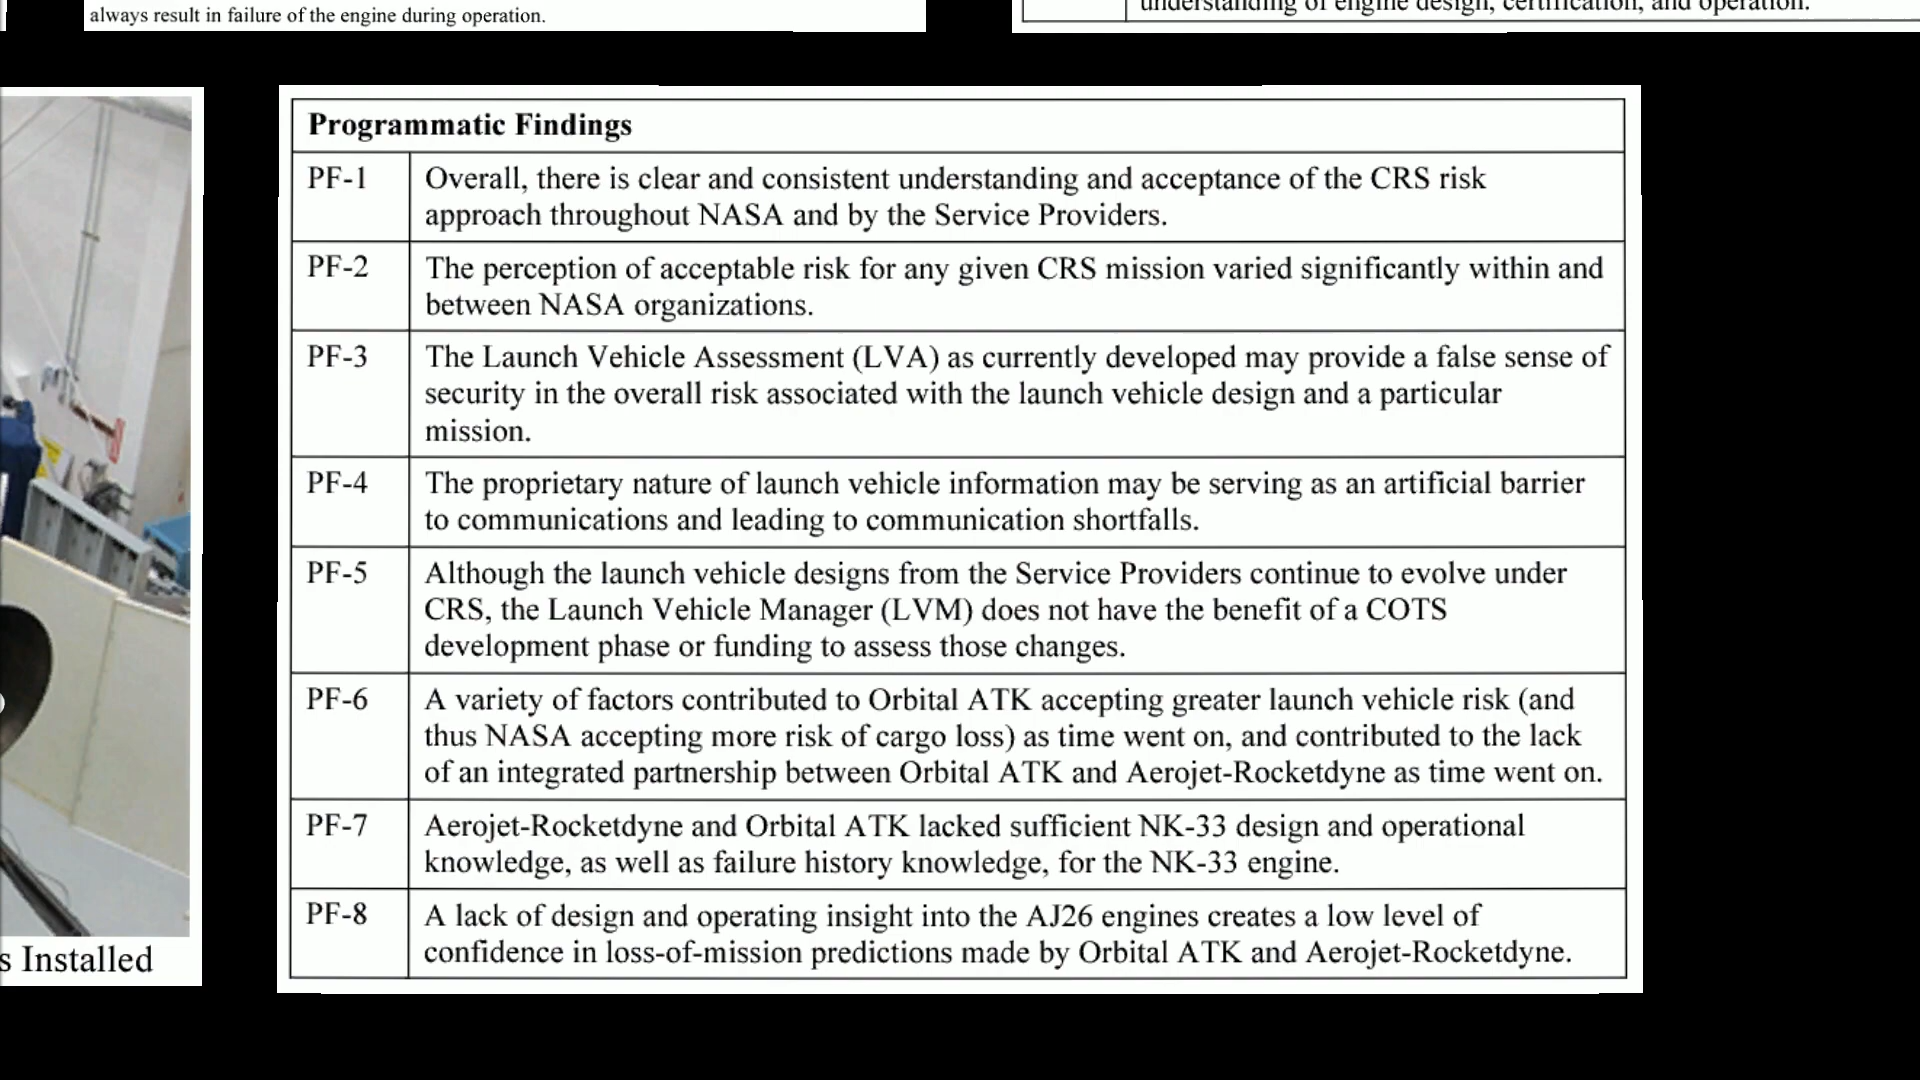 always result in failure of the engine during operation.
understanding of engine design, certification, and operation.
Programmatic Findings
PF-1 Overall, there is clear and consistent understanding and acceptance of the CRS risk
approach throughout NASA and by the Service Providers.
PF-2 The perception of acceptable risk for any given CRS mission varied significantly within and
between NASA organizations.
PF-3 The Launch Vehicle Assessment (LVA) as currently developed may provide a false sense of
security in the overall risk associated with the launch vehicle design and a particular
mission.
PF-4 The proprietary nature of launch vehicle information may be serving as an artificial barrier
to communications and leading to communication shortfalls.
PF-5 Although the launch vehicle designs from the Service Providers continue to evolve under
CRS, the Launch Vehicle Manager (LVM) does not have the benefit of a COTS
development phase or funding to assess those changes.
PF-6 A variety of factors contributed to Orbital ATK accepting greater launch vehicle risk (and
thus NASA accepting more risk of cargo loss) as time went on, and contributed to the lack
of an integrated partnership between Orbital ATK and Aerojet-Rocketdyne as time went on.
PF-7 Aerojet-Rocketdyne and Orbital ATK lacked sufficient NK-33 design and operational
knowledge, as well as failure history knowledge, for the NK-33 engine.
PF-8 A lack of design and operating insight into the AJ26 engines creates a low level of
confidence in loss-of-mission predictions made by Orbital ATK and Aerojet-Rocketdyne.
s Installed